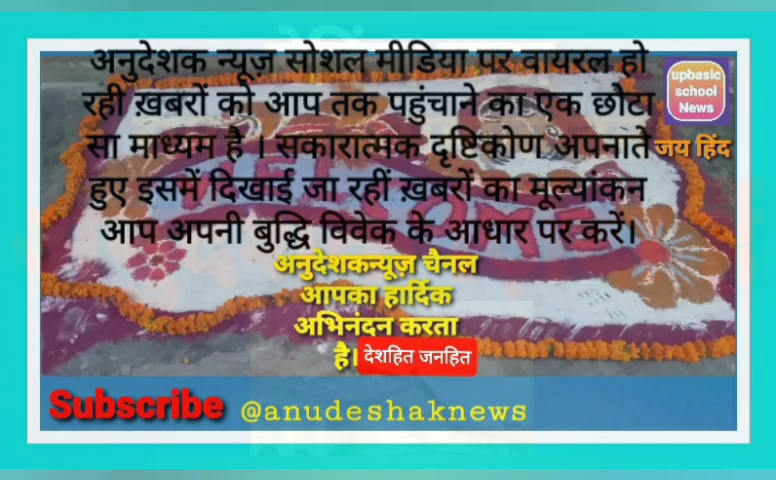 अनुदेशक न्यूज़ सोशल मीडिया पर वायरल हो
रही ख़बरों को आप तक पहुंचाने का एक छोटा
सा माध्यम है । सकारात्मक दृष्टिकोण अपनाते
हुए इसमें दिखाई जा रहीं ख़बरों का मूल्यांकन
आप अपनी बुद्धि विवेक के आधार पर करें।
upbasic
school
News
जय हिंद
WELCOME
अनुदेशकन्यूज़ चैनल
आपका हार्दिक
अभिनंदन करता
है।
देशहित जनहित
Subscribe @anudeshaknews